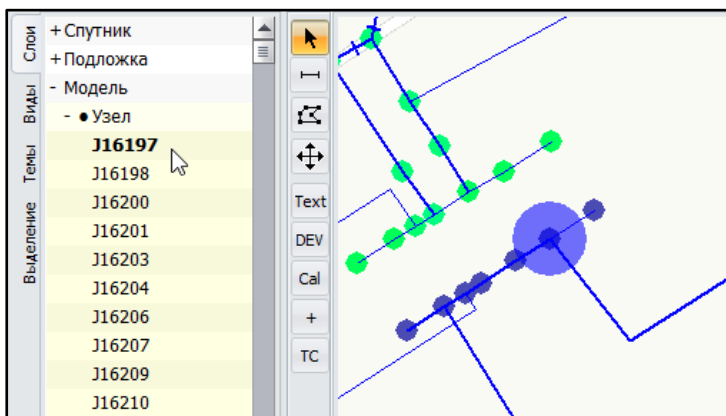 Слои
Виды
Темы
Выделение
+ Спутник
+ Подложка
- Модель
- ● Узел
J16197
J16198
J16200
J16201
J16203
J16204
J16206
J16207
J16209
J16210
Text
DEV
Cal
+
TC